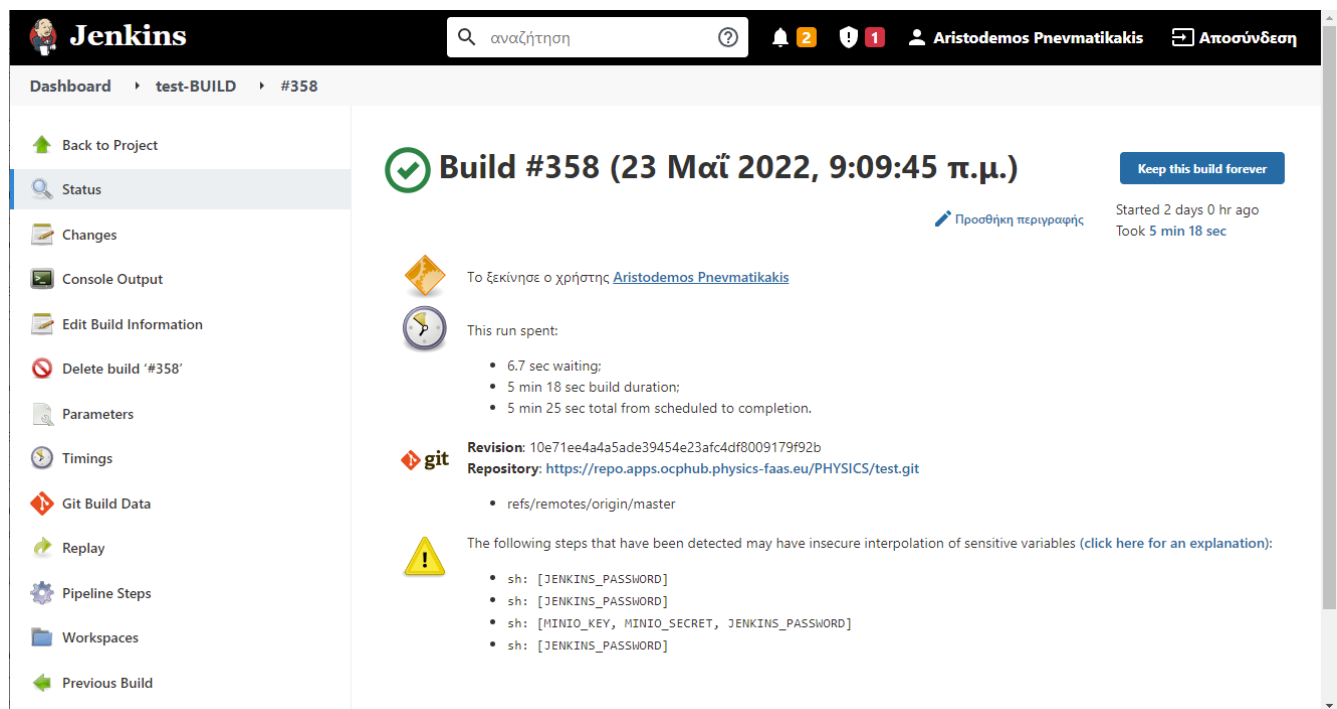 Jenkins
αναζήτηση
2
1
Aristodemos Pnevmatikakis
Αποσύνδεση
Dashboard
test-BUILD
#358
Back to Project
Status
Changes
Console Output
Edit Build Information
Delete build ‘#358’
Parameters
Timings
Git Build Data
Replay
Pipeline Steps
Workspaces
Previous Build
Build #358 (23 Μαΐ 2022, 9:09:45 π.μ.)
Keep this build forever
Προσθήκη περιγραφής
Started 2 days 0 hr ago
Took 5 min 18 sec
Το ξεκίνησε ο χρήστης Aristodemos Pnevmatikakis
This run spent:
• 6.7 sec waiting;
• 5 min 18 sec build duration;
• 5 min 25 sec total from scheduled to completion.
git
Revision: 10e71ee4a4a5ade39454e23afc4df8009179f92b
Repository: https://repo.apps.ocphub.physics-faas.eu/PHYSICS/test.git
• refs/remotes/origin/master
The following steps that have been detected may have insecure interpolation of sensitive variables (click here for an explanation):
• sh: [JENKINS_PASSWORD]
• sh: [JENKINS_PASSWORD]
• sh: [MINIO_KEY, MINIO_SECRET, JENKINS_PASSWORD]
• sh: [JENKINS_PASSWORD]